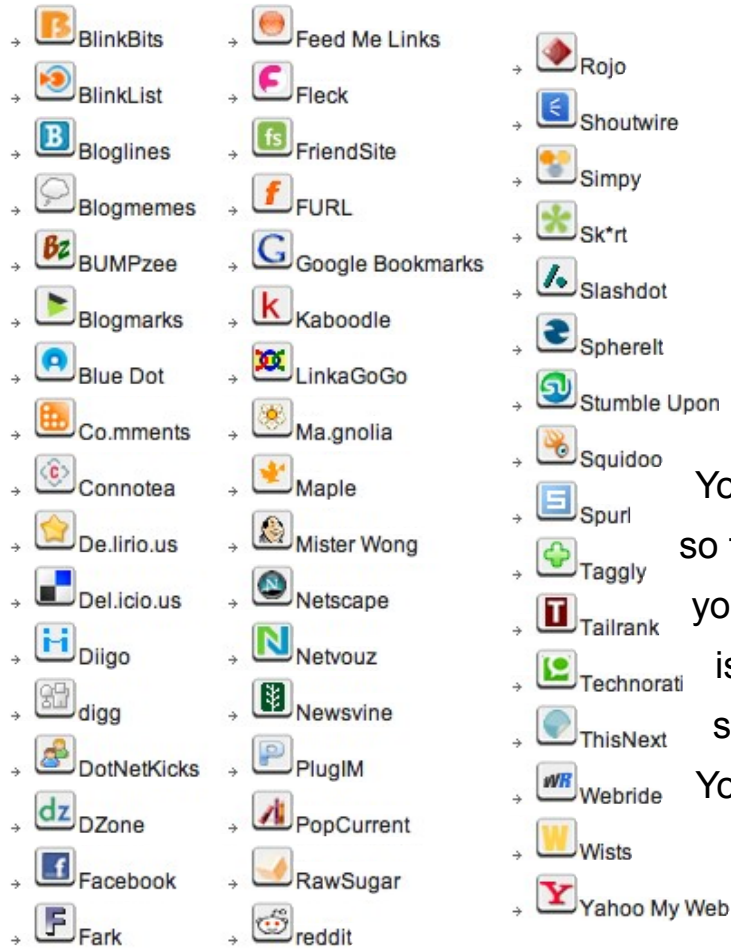 BlinkBits
BlinkList
Bloglines
Blogmemes
BUMPzee
Blogmarks
Blue Dot
Co.mments
Connotea
De.lirio.us
Del.icio.us
Diigo
digg
DotNetKicks
DZone
Facebook
Fark
Feed Me Links
Fleck
FriendSite
FURL
Google Bookmarks
Kaboodle
LinkaGoGo
Ma.gnolia
Maple
Mister Wong
Netscape
Netvouz
Newsvine
PlugIM
PopCurrent
RawSugar
reddit
Rojo
Shoutwire
Simpy
Sk*rt
Slashdot
SphereIt
Stumble Upon
Squidoo
Spurl
Taggly
Tailrank
Technorati
ThisNext
Webride
Wists
Yahoo My Web
so